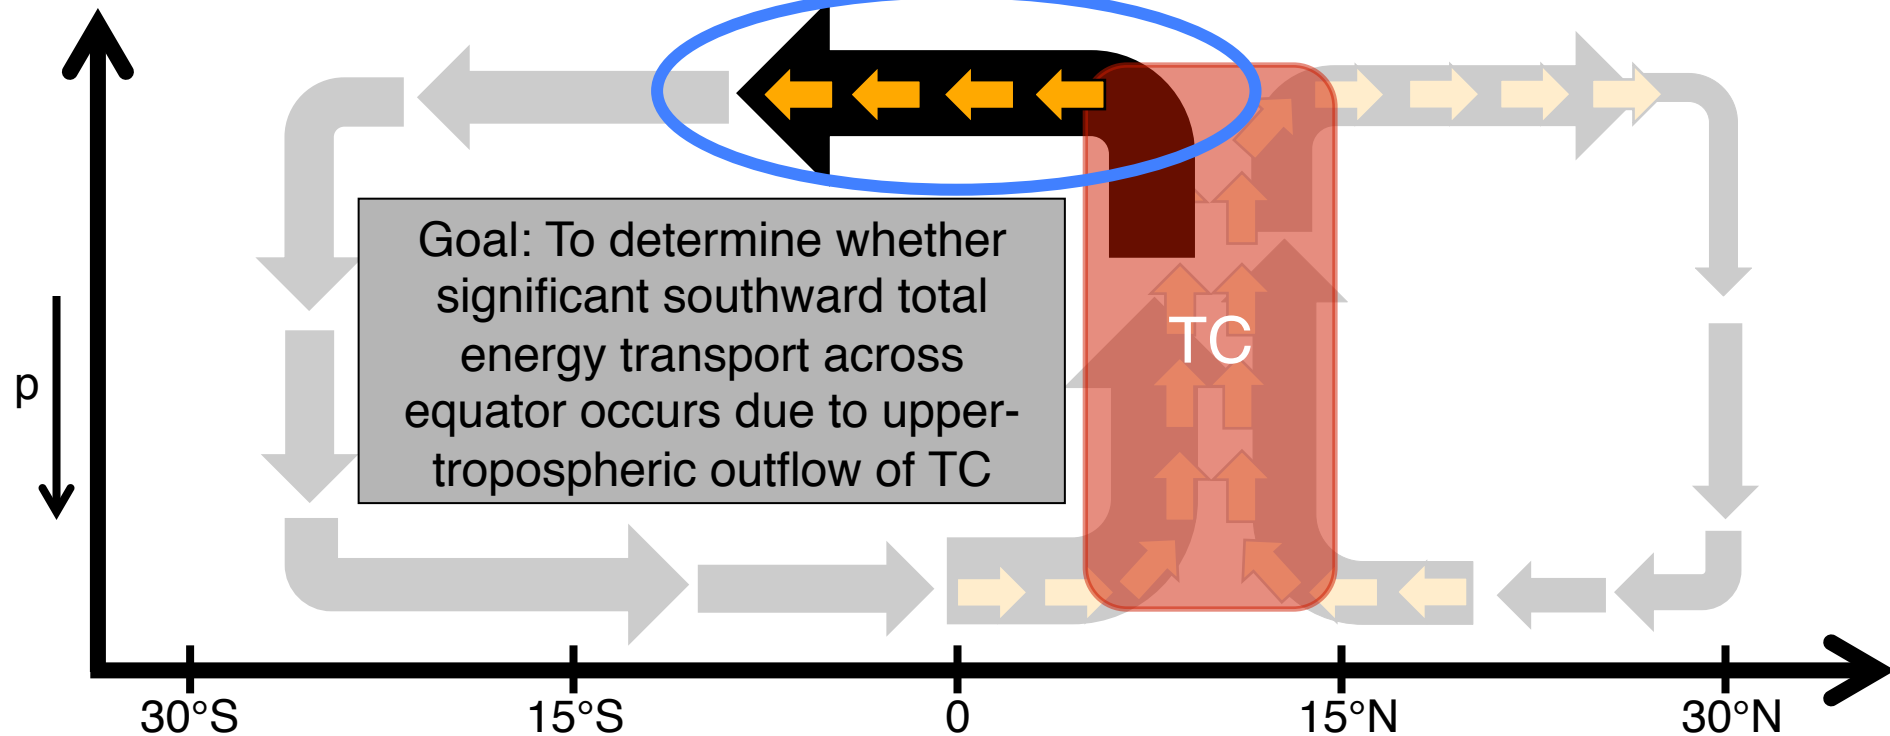 Goal: To determine whether
significant southward total
energy transport across
equator occurs due to upper-
tropospheric outflow of TC
TC
p
30°S
15°S
0
15°N
30°N